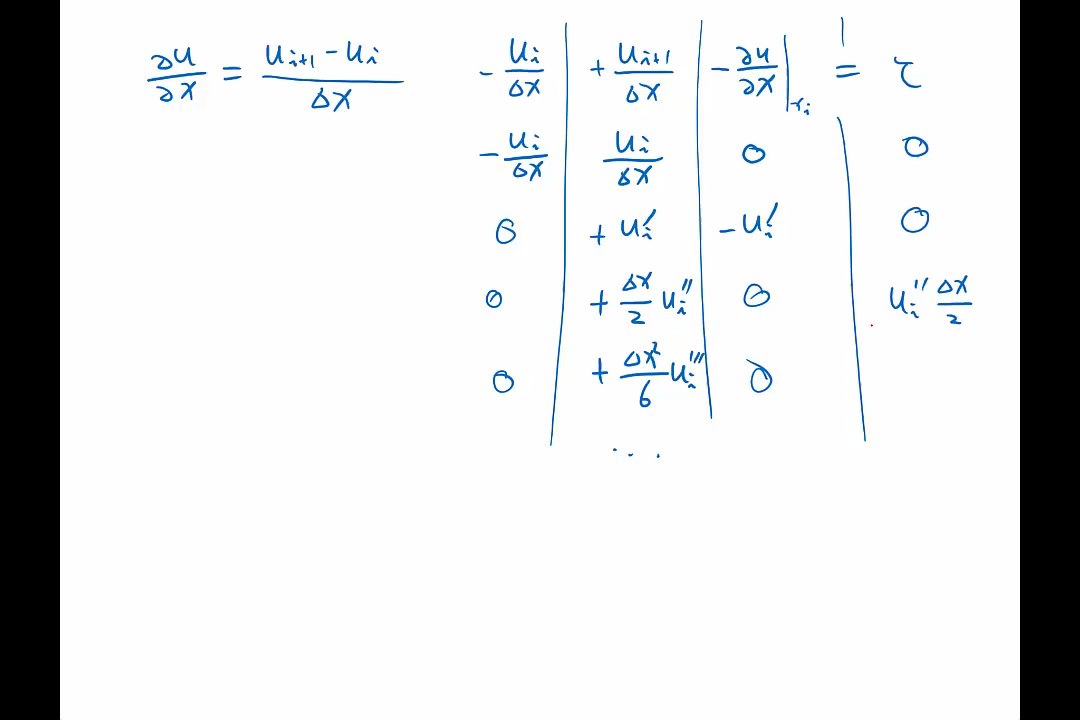 ∂u/∂x = (u_{i+1} - u_i)/Δx    - u_i/Δx | + u_{i+1}/Δx | - ∂u/∂x |_{x_i} = τ
- u_i/Δx | u_i/Δx | 0 | 0
0 | + u_i' | - u_i' | 0
0 | + Δx/2 u_i'' | 0 | u_i'' Δx/2
0 | + Δx²/6 u_i''' | 0
...